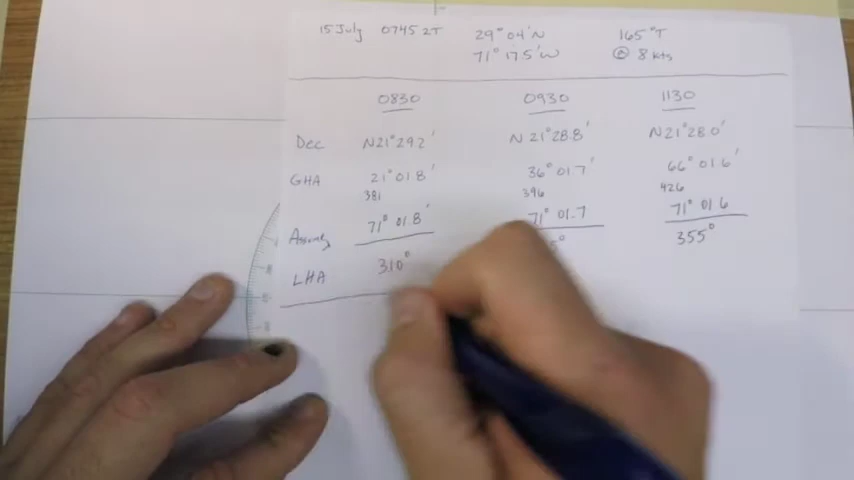 15 July 0745 ZT 29° 04' N 165°T
71° 17.5' W @ 8 kts
0830 0930 1130
Dec N21°29.2' N 21°28.8' N21°28.0'
GHA 21°01.8' 36°01.7' 66°01.6'
381 396 426
71° 01.8' 71° 01.7 71° 01.6
LHA 310° 5° 355°